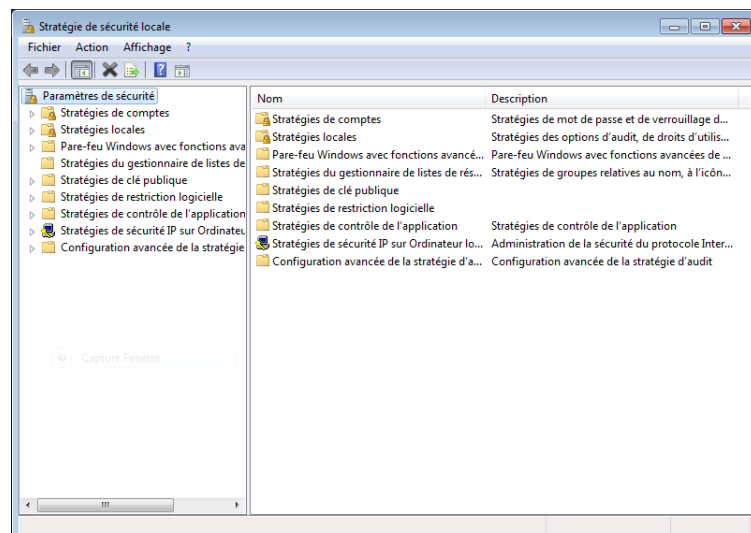 Stratégie de sécurité locale
Fichier Action Affichage ?
Paramètres de sécurité
Stratégies de comptes
Stratégies locales
Pare-feu Windows avec fonctions ava
Stratégies du gestionnaire de listes de
Stratégies de clé publique
Stratégies de restriction logicielle
Stratégies de contrôle de l'application
Stratégies de sécurité IP sur Ordinateu
Configuration avancée de la stratégie
Capture Fenêtre
Nom Description
Stratégies de comptes Stratégies de mot de passe et de verrouillage d...
Stratégies locales Stratégies des options d'audit, de droits d'utilis...
Pare-feu Windows avec fonctions avancé... Pare-feu Windows avec fonctions avancées de ...
Stratégies du gestionnaire de listes de rés... Stratégies de groupes relatives au nom, à l'icôn...
Stratégies de clé publique
Stratégies de restriction logicielle
Stratégies de contrôle de l'application Stratégies de contrôle de l'application
Stratégies de sécurité IP sur Ordinateur lo... Administration de la sécurité du protocole Inter...
Configuration avancée de la stratégie d'a... Configuration avancée de la stratégie d'audit